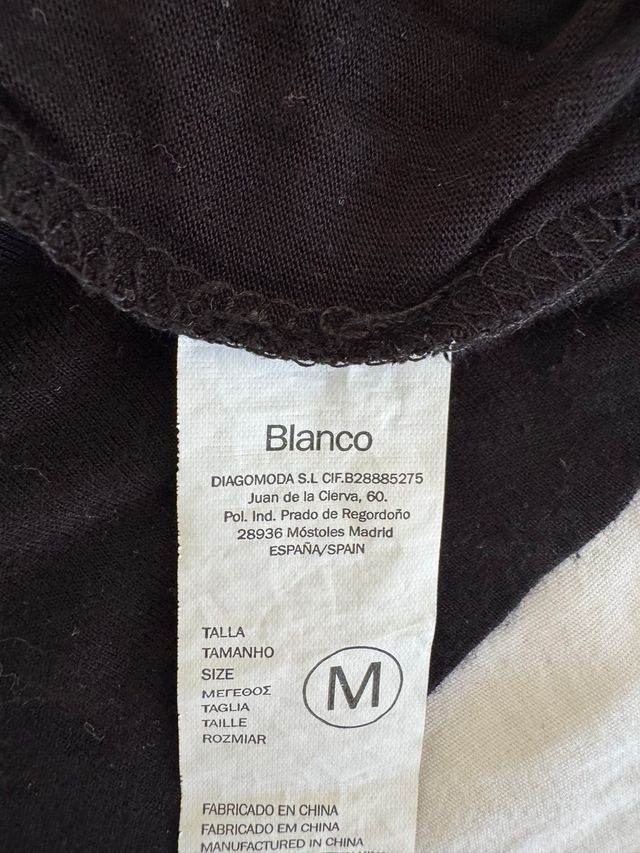 Blanco
DIAGOMODA S.L CIF.B28885275
Juan de la Cierva, 60.
Pol. Ind. Prado de Regordoño
28936 Móstoles Madrid
ESPAÑA/SPAIN
TALLA
TAMANHO
SIZE
ΜΕΓΕΘΟΣ
TAGLIA
TAILLE
ROZMIAR
M
FABRICADO EN CHINA
FABRICADO EM CHINA
MANUFACTURED IN CHINA